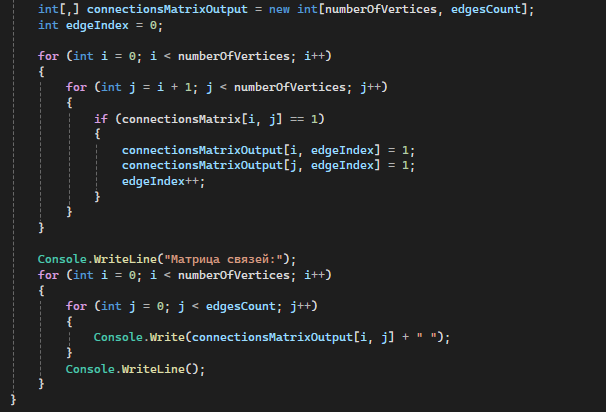 int[,] connectionsMatrixOutput = new int[numberOfVertices, edgesCount];
int edgeIndex = 0;
for (int i = 0; i < numberOfVertices; i++)
{
for (int j = i + 1; j < numberOfVertices; j++)
{
if (connectionsMatrix[i, j] == 1)
{
connectionsMatrixOutput[i, edgeIndex] = 1;
connectionsMatrixOutput[j, edgeIndex] = 1;
edgeIndex++;
}
}
}
Console.WriteLine("Матрица связей:");
for (int i = 0; i < numberOfVertices; i++)
{
for (int j = 0; j < edgesCount; j++)
{
Console.Write(connectionsMatrixOutput[i, j] + " ");
}
Console.WriteLine();
}
}